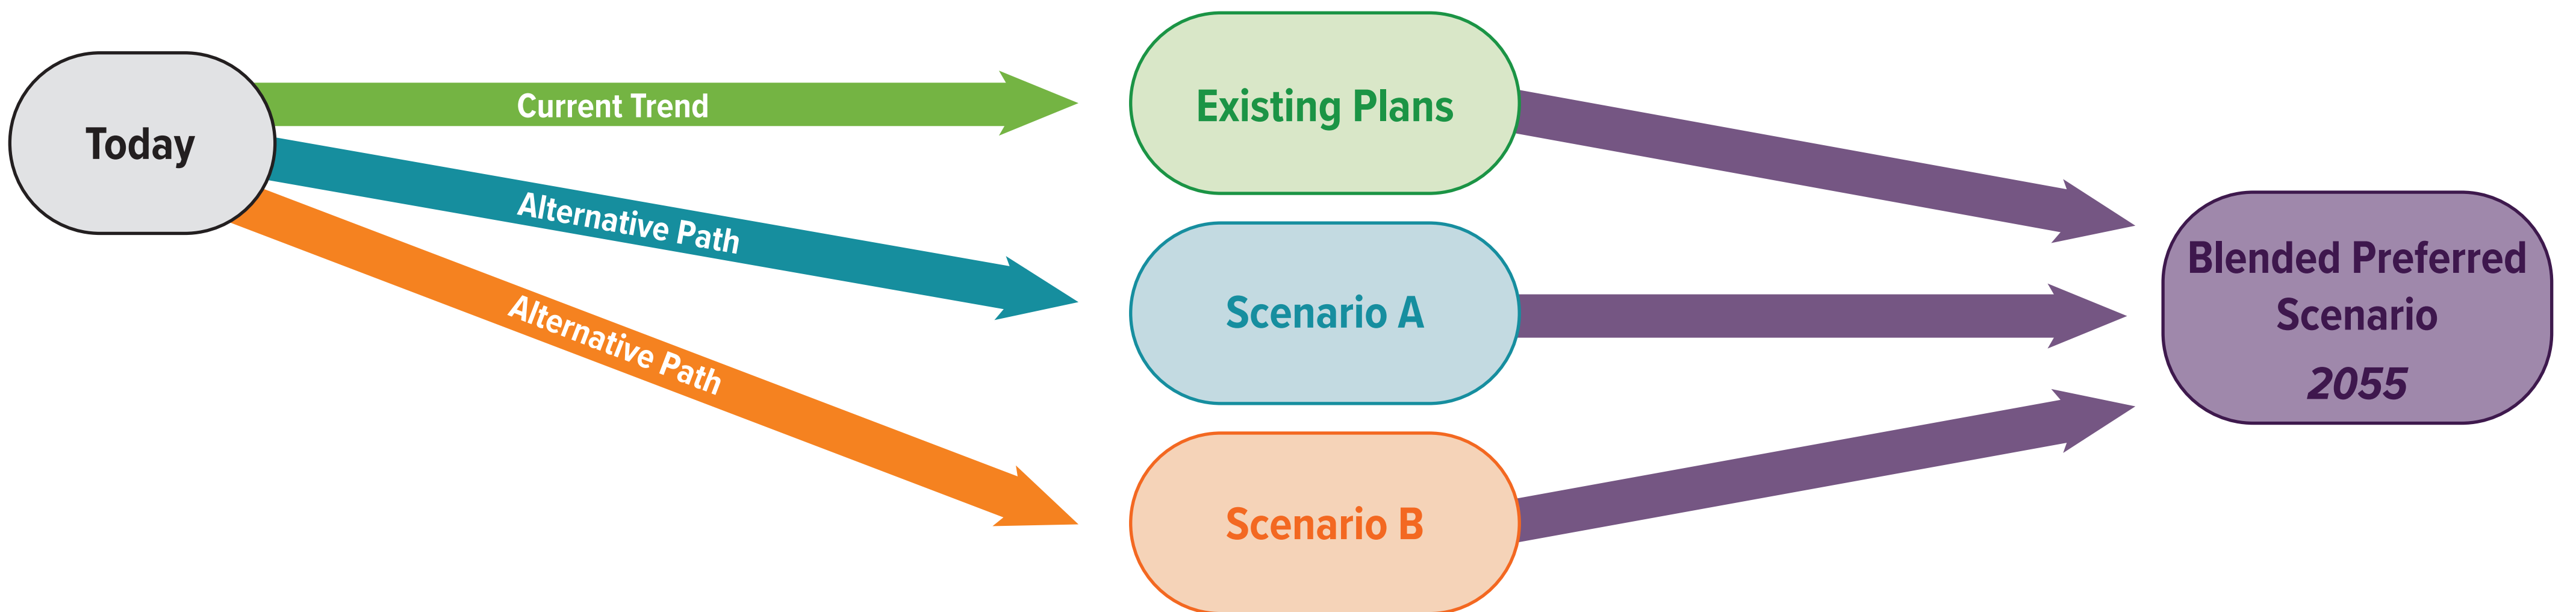 Today
Current Trend
Alternative Path
Alternative Path
Existing Plans
Scenario A
Scenario B
Blended Preferred
Scenario
2055